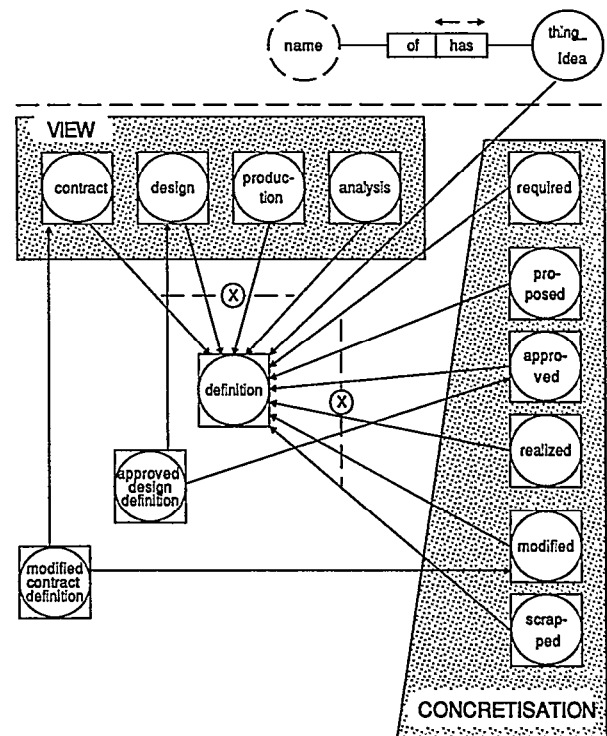 name
of has
thing_
Idea
VIEW
contract
design
produc-
tion
analysis
required
pro-
posed
X
appro-
ved
definition
X
realized
approved
design
definition
modified
modified
contract
definition
scrap-
ped
CONCRETISATION